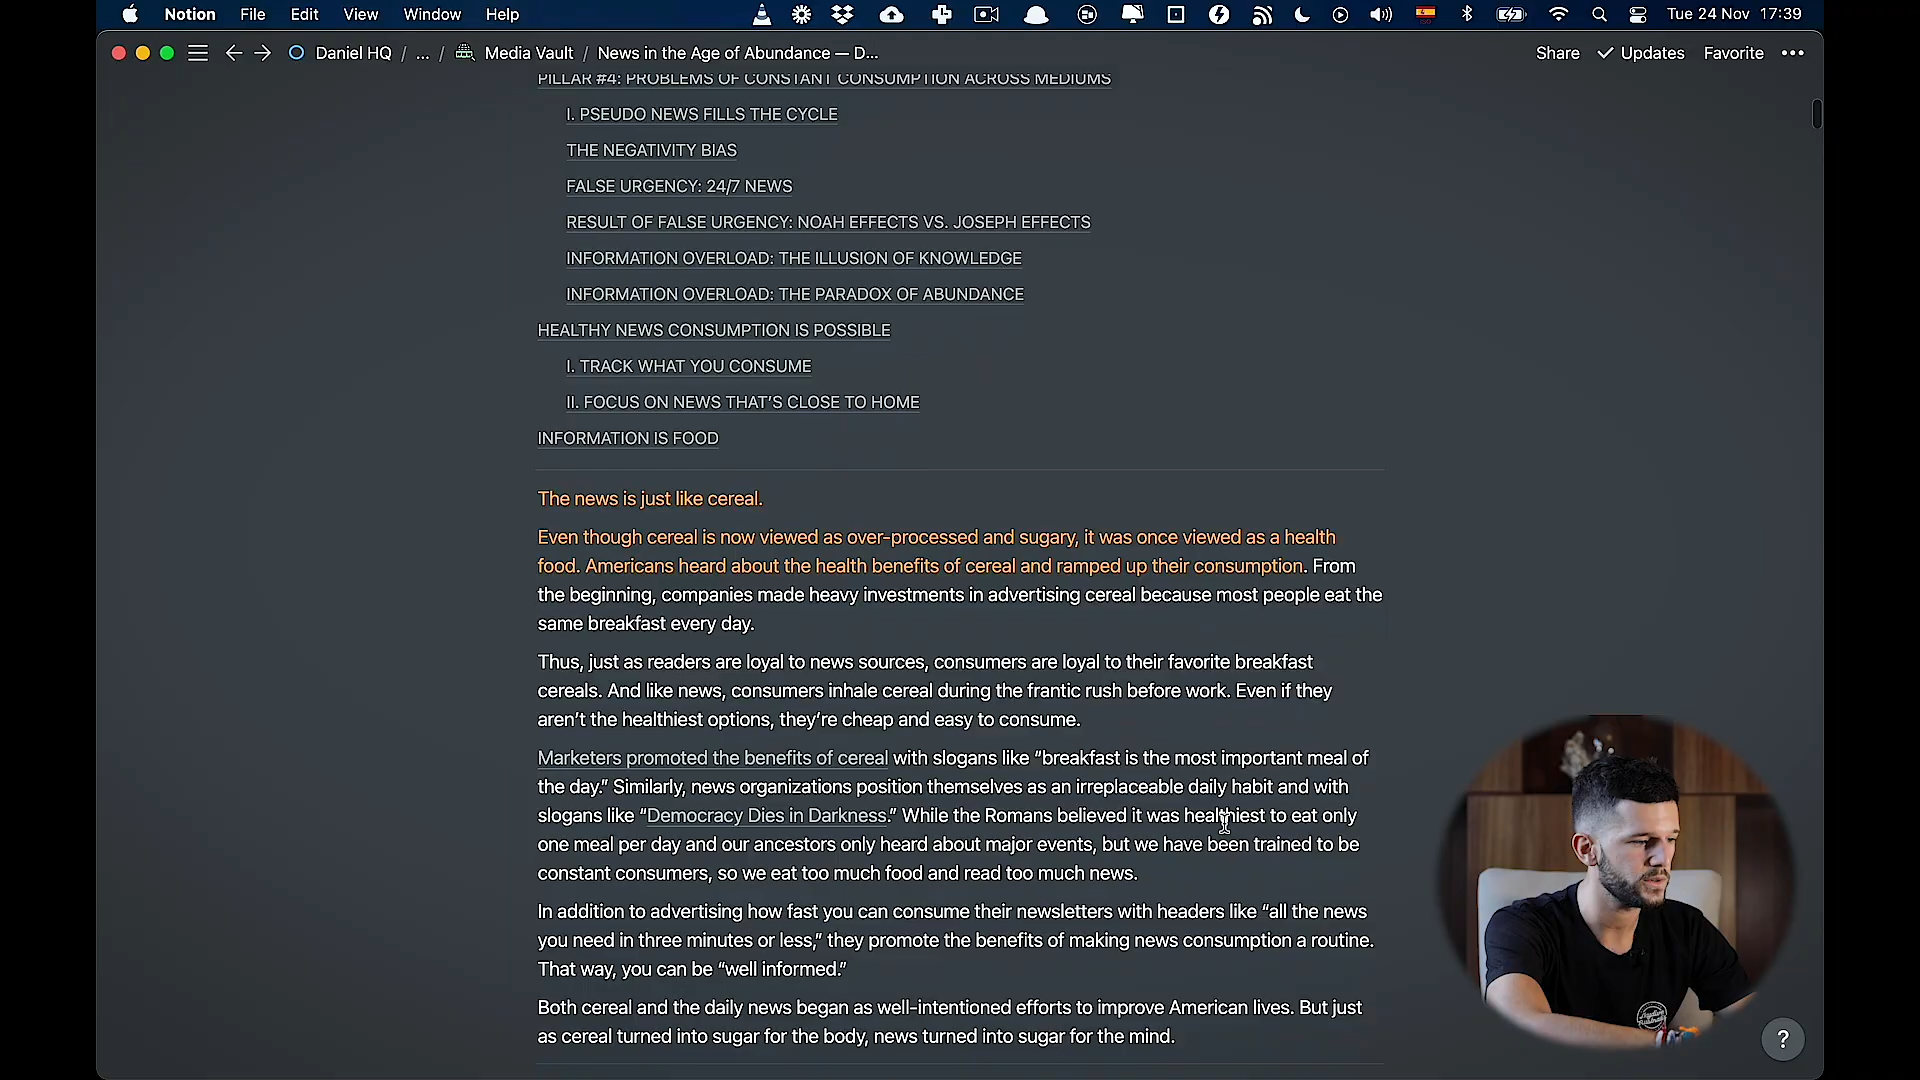 Notion File Edit View Window Help Tue 24 Nov 17:39
Daniel HQ / ... / Media Vault / News in the Age of Abundance — D... Share Updates Favorite
PILLAR #4: PROBLEMS OF CONSTANT CONSUMPTION ACROSS MEDIUMS
I. PSEUDO NEWS FILLS THE CYCLE
THE NEGATIVITY BIAS
FALSE URGENCY: 24/7 NEWS
RESULT OF FALSE URGENCY: NOAH EFFECTS VS. JOSEPH EFFECTS
INFORMATION OVERLOAD: THE ILLUSION OF KNOWLEDGE
INFORMATION OVERLOAD: THE PARADOX OF ABUNDANCE
HEALTHY NEWS CONSUMPTION IS POSSIBLE
I. TRACK WHAT YOU CONSUME
II. FOCUS ON NEWS THAT’S CLOSE TO HOME
INFORMATION IS FOOD
The news is just like cereal.
Even though cereal is now viewed as over-processed and sugary, it was once viewed as a health
food. Americans heard about the health benefits of cereal and ramped up their consumption. From
the beginning, companies made heavy investments in advertising cereal because most people eat the
same breakfast every day.
Thus, just as readers are loyal to news sources, consumers are loyal to their favorite breakfast
cereals. And like news, consumers inhale cereal during the frantic rush before work. Even if they
aren’t the healthiest options, they’re cheap and easy to consume.
Marketers promoted the benefits of cereal with slogans like “breakfast is the most important meal of
the day.” Similarly, news organizations position themselves as an irreplaceable daily habit and with
slogans like “Democracy Dies in Darkness.” While the Romans believed it was healthiest to eat only
one meal per day and our ancestors only heard about major events, but we have been trained to be
constant consumers, so we eat too much food and read too much news.
In addition to advertising how fast you can consume their newsletters with headers like “all the news
you need in three minutes or less,” they promote the benefits of making news consumption a routine.
That way, you can be “well informed.”
Both cereal and the daily news began as well-intentioned efforts to improve American lives. But just
as cereal turned into sugar for the body, news turned into sugar for the mind.
?